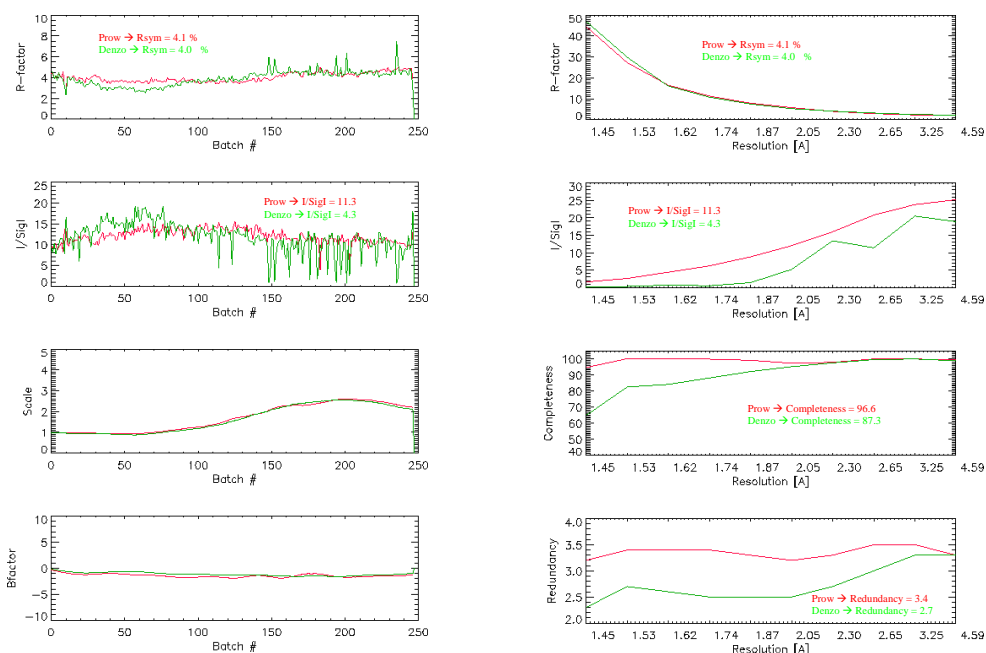 R-factor
10
8
6
4
2
0
Prow → Rsym = 4.1 %
Denzo → Rsym = 4.0 %
0 50 100 150 200 250
Batch #
R-factor
50
40
30
20
10
0
Prow → Rsym = 4.1 %
Denzo → Rsym = 4.0 %
1.45 1.53 1.62 1.74 1.87 2.05 2.30 2.65 3.25 4.59
Resolution [A]
I/SigI
25
20
15
10
5
0
Prow → I/SigI = 11.3
Denzo → I/SigI = 4.3
0 50 100 150 200 250
Batch #
I/SigI
30
25
20
15
10
5
0
Prow → I/SigI = 11.3
Denzo → I/SigI = 4.3
1.45 1.53 1.62 1.74 1.87 2.05 2.30 2.65 3.25 4.59
Resolution [A]
Scale
5
4
3
2
1
0
0 50 100 150 200 250
Batch #
Completeness
100
90
80
70
60
50
40
Prow → Completeness = 96.6
Denzo → Completeness = 87.3
1.45 1.53 1.62 1.74 1.87 2.05 2.30 2.65 3.25 4.59
Resolution [A]
Bfactor
10
5
0
−5
−10
0 50 100 150 200 250
Batch #
Redundancy
4.0
3.5
3.0
2.5
2.0
Prow → Redundancy = 3.4
Denzo → Redundancy = 2.7
1.45 1.53 1.62 1.74 1.87 2.05 2.30 2.65 3.25 4.59
Resolution [A]